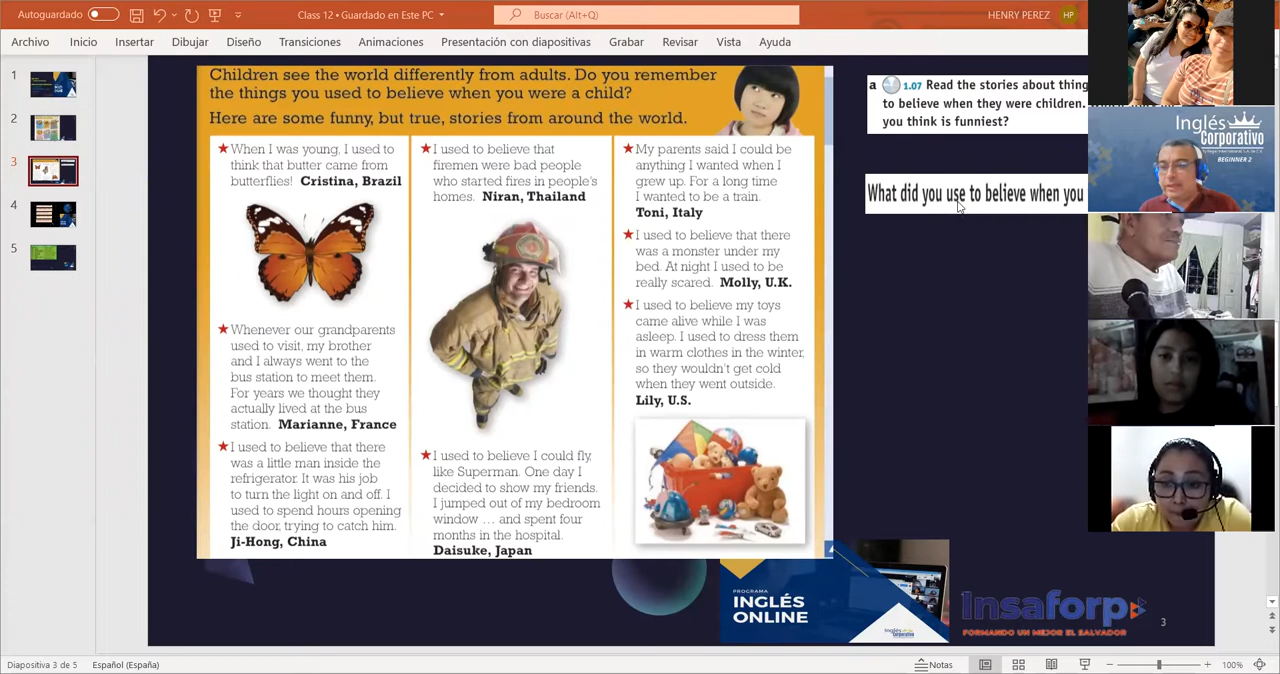 Autoguardado
Class 12 • Guardado en Este PC
Buscar (Alt+Q)
HENRY PEREZ
HP
Archivo Inicio Insertar Dibujar Diseño Transiciones Animaciones Presentación con diapositivas Grabar Revisar Vista Ayuda
1
2
3
4
5
Children see the world differently from adults. Do you remember
the things you used to believe when you were a child?
Here are some funny, but true, stories from around the world.
When I was young, I used to
think that butter came from
butterflies! Cristina, Brazil
Whenever our grandparents
used to visit, my brother
and I always went to the
bus station to meet them.
For years we thought they
actually lived at the bus
station. Marianne, France
I used to believe that there
was a little man inside the
refrigerator. It was his job
to turn the light on and off. I
used to spend hours opening
the door, trying to catch him.
Ji-Hong, China
I used to believe that
firemen were bad people
who started fires in people's
homes. Niran, Thailand
I used to believe I could fly,
like Superman. One day I
decided to show my friends.
I jumped out of my bedroom
window ... and spent four
months in the hospital.
Daisuke, Japan
My parents said I could be
anything I wanted when I
grew up. For a long time
I wanted to be a train.
Toni, Italy
I used to believe that there
was a monster under my
bed. At night I used to be
really scared. Molly, U.K.
I used to believe my toys
came alive while I was
asleep. I used to dress them
in warm clothes in the winter,
so they wouldn't get cold
when they went outside.
Lily, U.S.
a 1.07 Read the stories about thing
to believe when they were children.
you think is funniest?
What did you use to believe when you
Inglés
Corporativo
BEGINNER 2
PROGRAMA
INGLÉS
ONLINE
Inglés
Corporativo
Insaforp
FORMANDO UN MEJOR EL SALVADOR
3
Diapositiva 3 de 5
Español (España)
Notas
100%